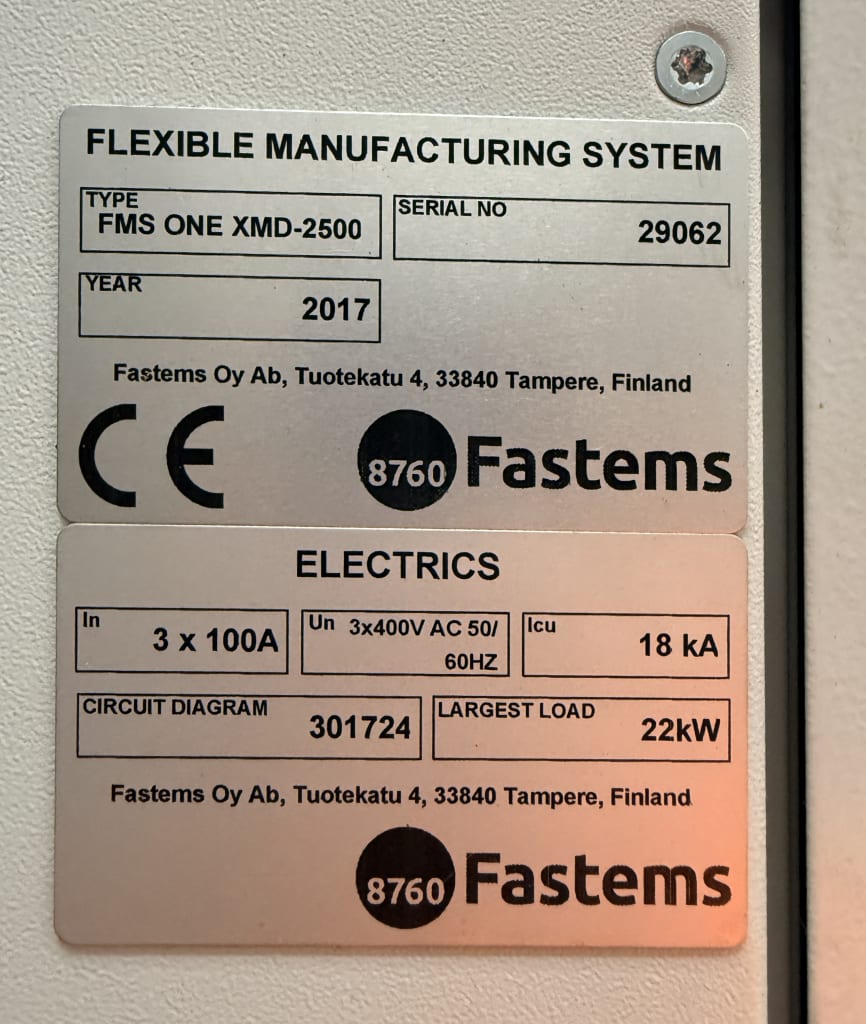 FLEXIBLE MANUFACTURING SYSTEM
TYPE
FMS ONE XMD-2500
SERIAL NO
29062
YEAR
2017
Fastems Oy Ab, Tuotekatu 4, 33840 Tampere, Finland
CE
8760 Fastems
ELECTRICS
In
3 x 100A
Un 3x400V AC 50/
60HZ
Icu
18 kA
CIRCUIT DIAGRAM
301724
LARGEST LOAD
22kW
Fastems Oy Ab, Tuotekatu 4, 33840 Tampere, Finland
8760 Fastems